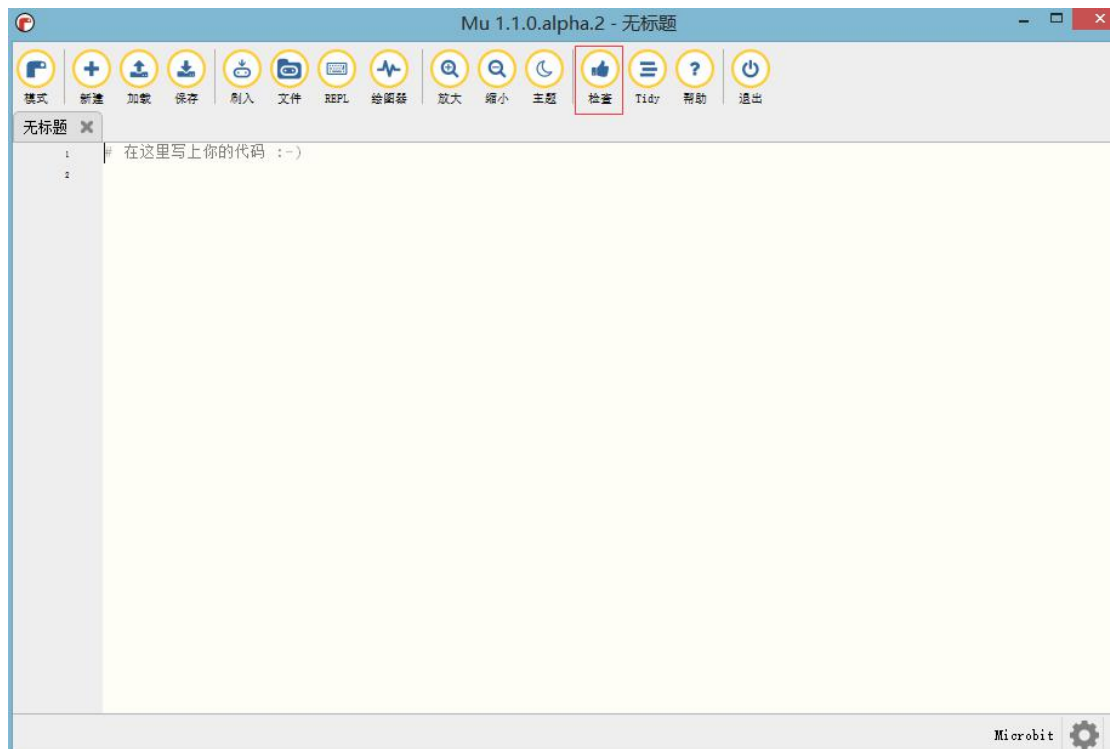 Mu 1.1.0.alpha.2 - 无标题
模式 新建 加载 保存 刷入 文件 REPL 绘图器 放大 缩小 主题 检查 Tidy 帮助 退出
无标题
1 # 在这里写上你的代码 :-)
2
Microbit